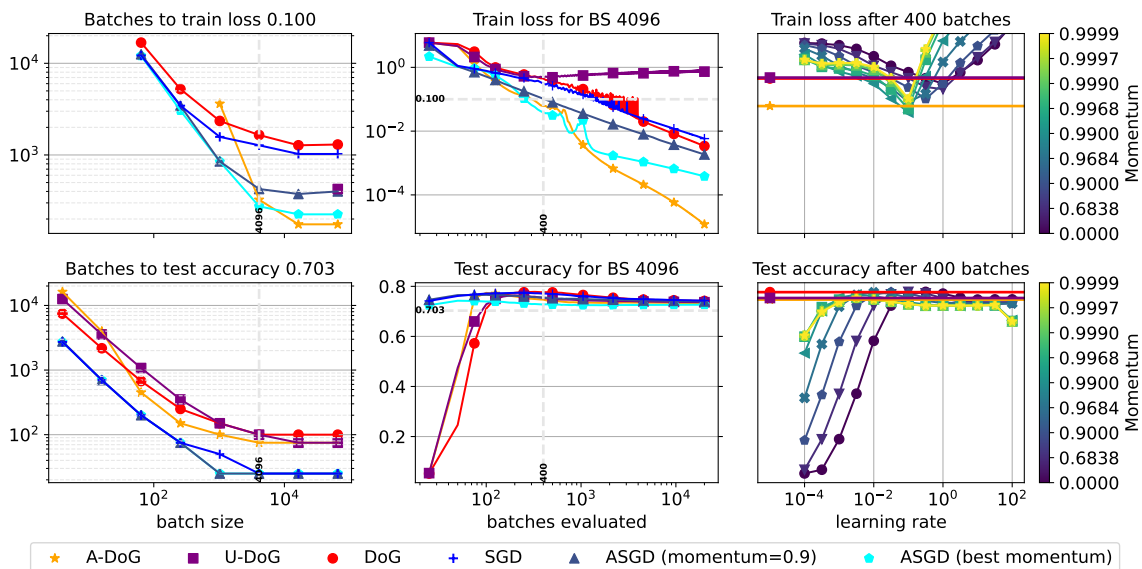 Batches to train loss 0.100
Train loss for BS 4096
Train loss after 400 batches
10^4
10^3
4096
10^0
10^-2
10^-4
0.100
400
0.9999
0.9997
0.9990
0.9968
0.9900
0.9684
0.9000
0.6838
0.0000
Momentum
Batches to test accuracy 0.703
Test accuracy for BS 4096
Test accuracy after 400 batches
10^4
10^3
10^2
4096
10^2
10^4
batch size
0.8
0.6
0.4
0.2
0.703
400
10^2
10^3
10^4
batches evaluated
10^-4
10^-2
10^0
10^2
learning rate
0.9999
0.9997
0.9990
0.9968
0.9900
0.9684
0.9000
0.6838
0.0000
Momentum
A-DoG
U-DoG
DoG
SGD
ASGD (momentum=0.9)
ASGD (best momentum)